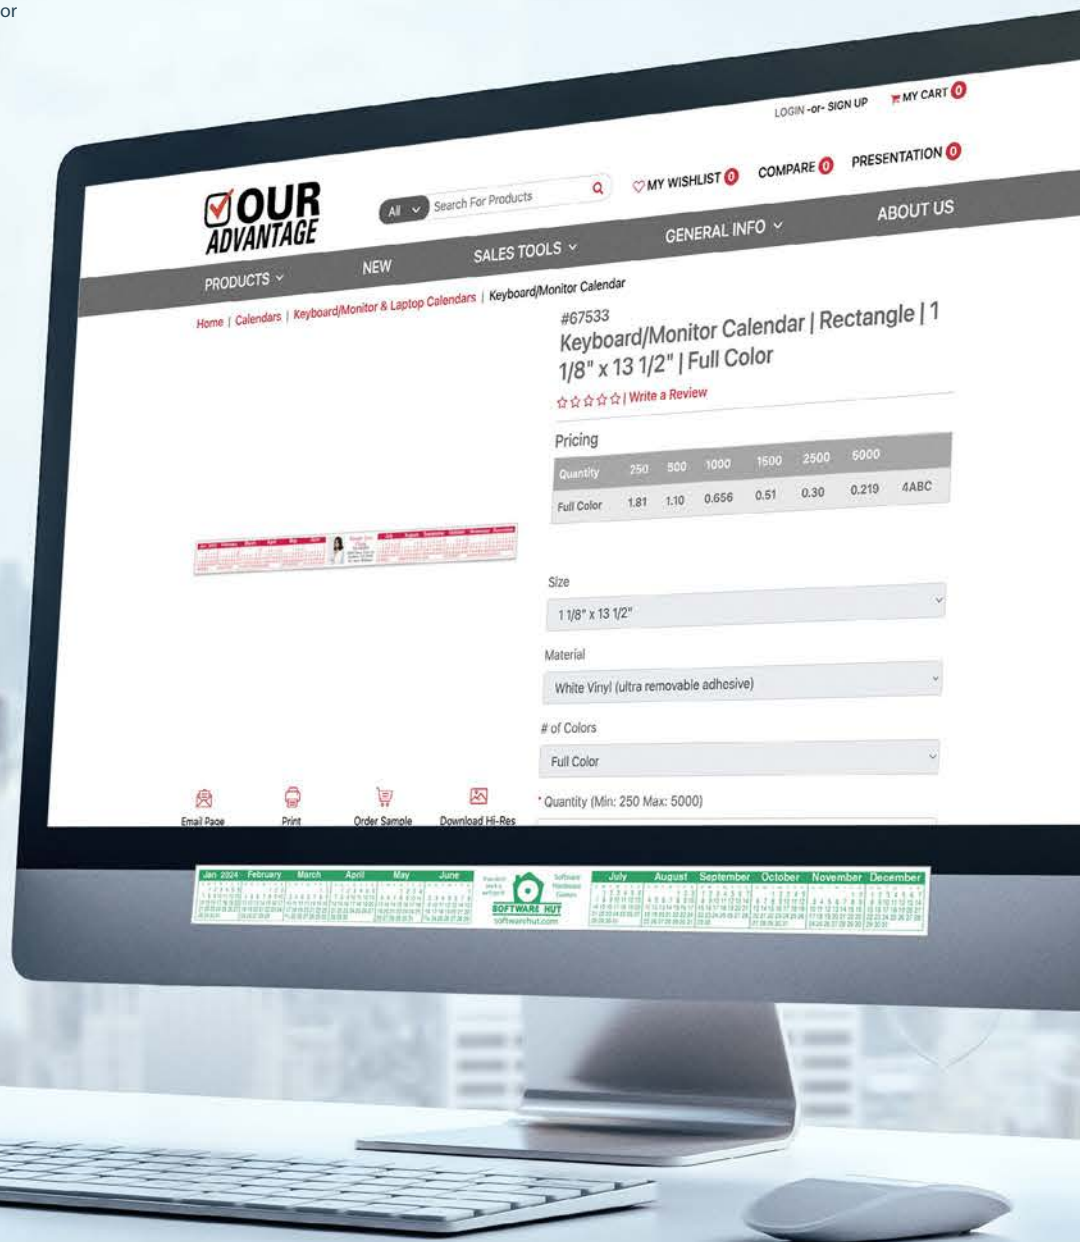 or
LOGIN -or- SIGN UP MY CART 0
OUR
ADVANTAGE
All Search For Products
MY WISHLIST 0 COMPARE 0 PRESENTATION 0
PRODUCTS NEW SALES TOOLS GENERAL INFO ABOUT US
Home | Calendars | Keyboard/Monitor & Laptop Calendars | Keyboard/Monitor Calendar
#67533
Keyboard/Monitor Calendar | Rectangle | 1
1/8" x 13 1/2" | Full Color
| Write a Review
Pricing
Quantity 250 500 1000 1500 2500 5000
Full Color 1.81 1.10 0.656 0.51 0.30 0.219 4ABC
Size
1 1/8" x 13 1/2"
Material
White Vinyl (ultra removable adhesive)
# of Colors
Full Color
* Quantity (Min: 250 Max: 5000)
Email Page Print Order Sample Download Hi-Res
Jan 2024 February March April May June
Software
Hardware
SOFTWARE HUT
softwarehut.com
July August September October November December